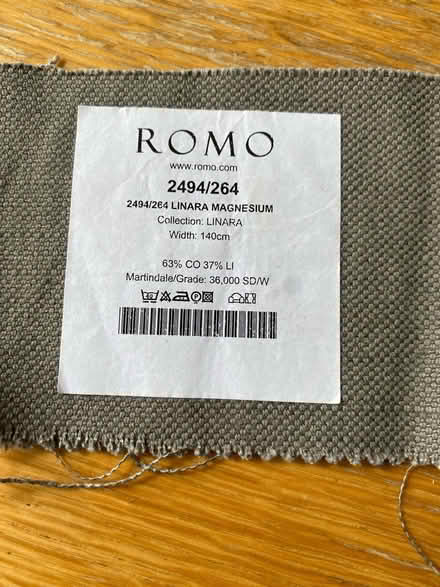 ROMO
www.romo.com
2494/264
2494/264 LINARA MAGNESIUM
Collection: LINARA
Width: 140cm
63% CO 37% LI
Martindale/Grade: 36,000 SD/W